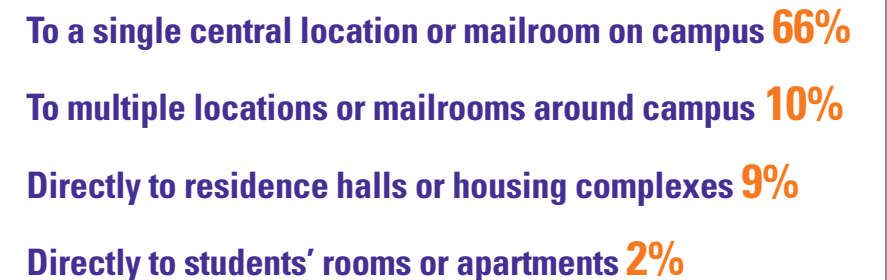 To a single central location or mailroom on campus 66%
To multiple locations or mailrooms around campus 10%
Directly to residence halls or housing complexes 9%
Directly to students’ rooms or apartments 2%